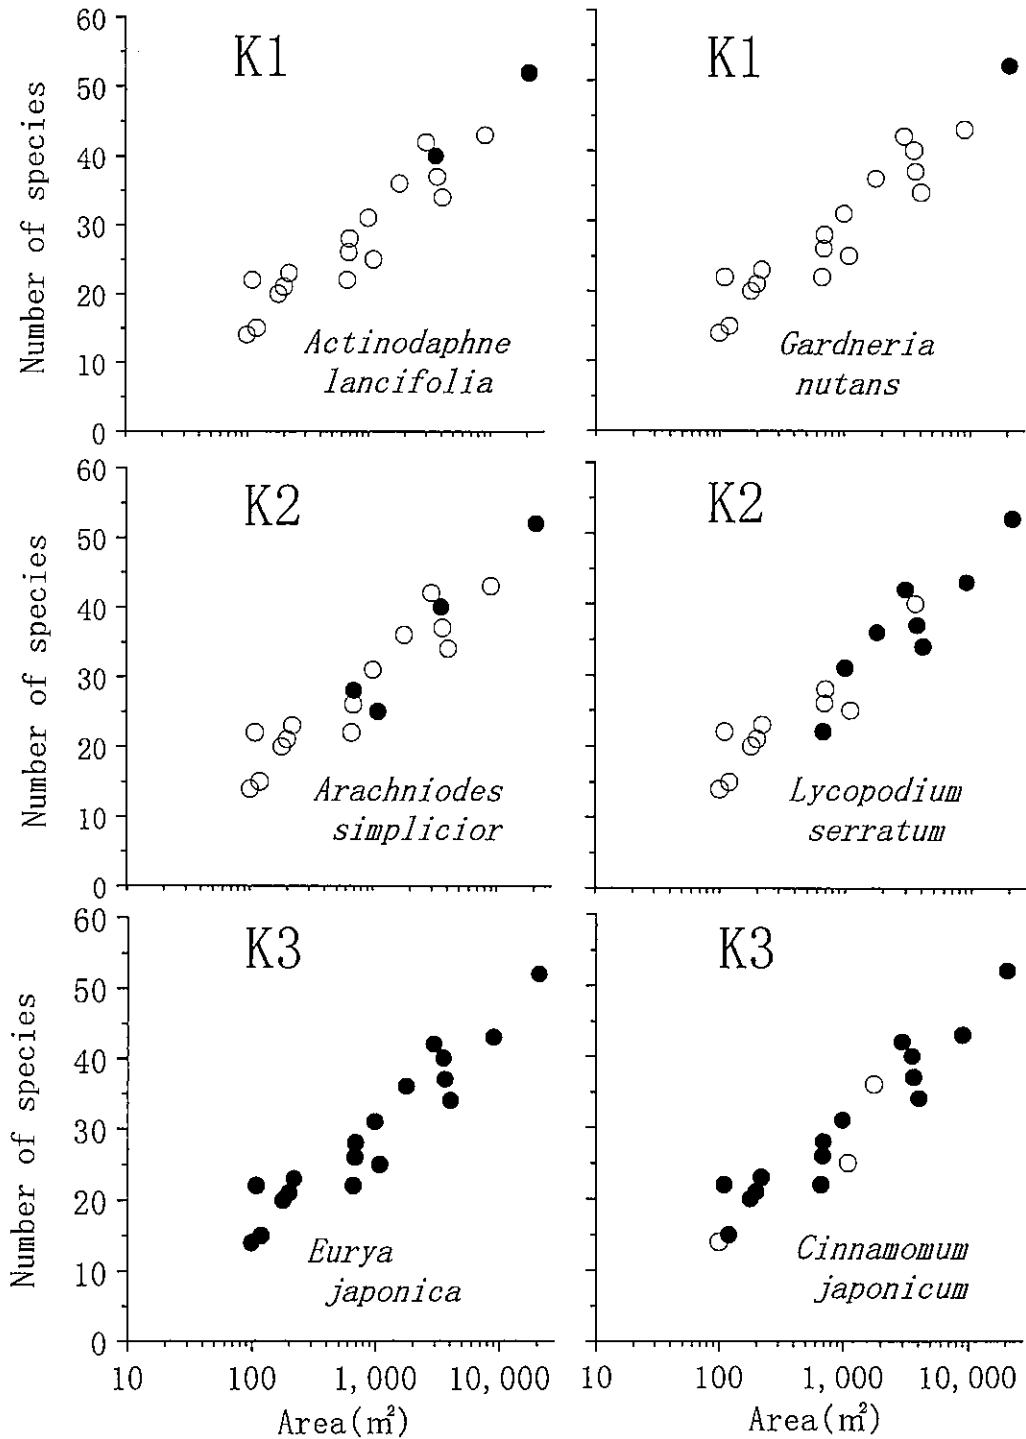 60
50
40
30
20
10
0
Number of species
K1
Actinodaphne
lancifolia
K1
Gardneria
nutans
60
50
40
30
20
10
0
Number of species
K2
Arachniodes
simplicior
K2
Lycopodium
serratum
60
50
40
30
20
10
0
Number of species
K3
Eurya
japonica
K3
Cinnamomum
japonicum
10 100 1,000 10,000
Area(m²)
10 100 1,000 10,000
Area(m²)